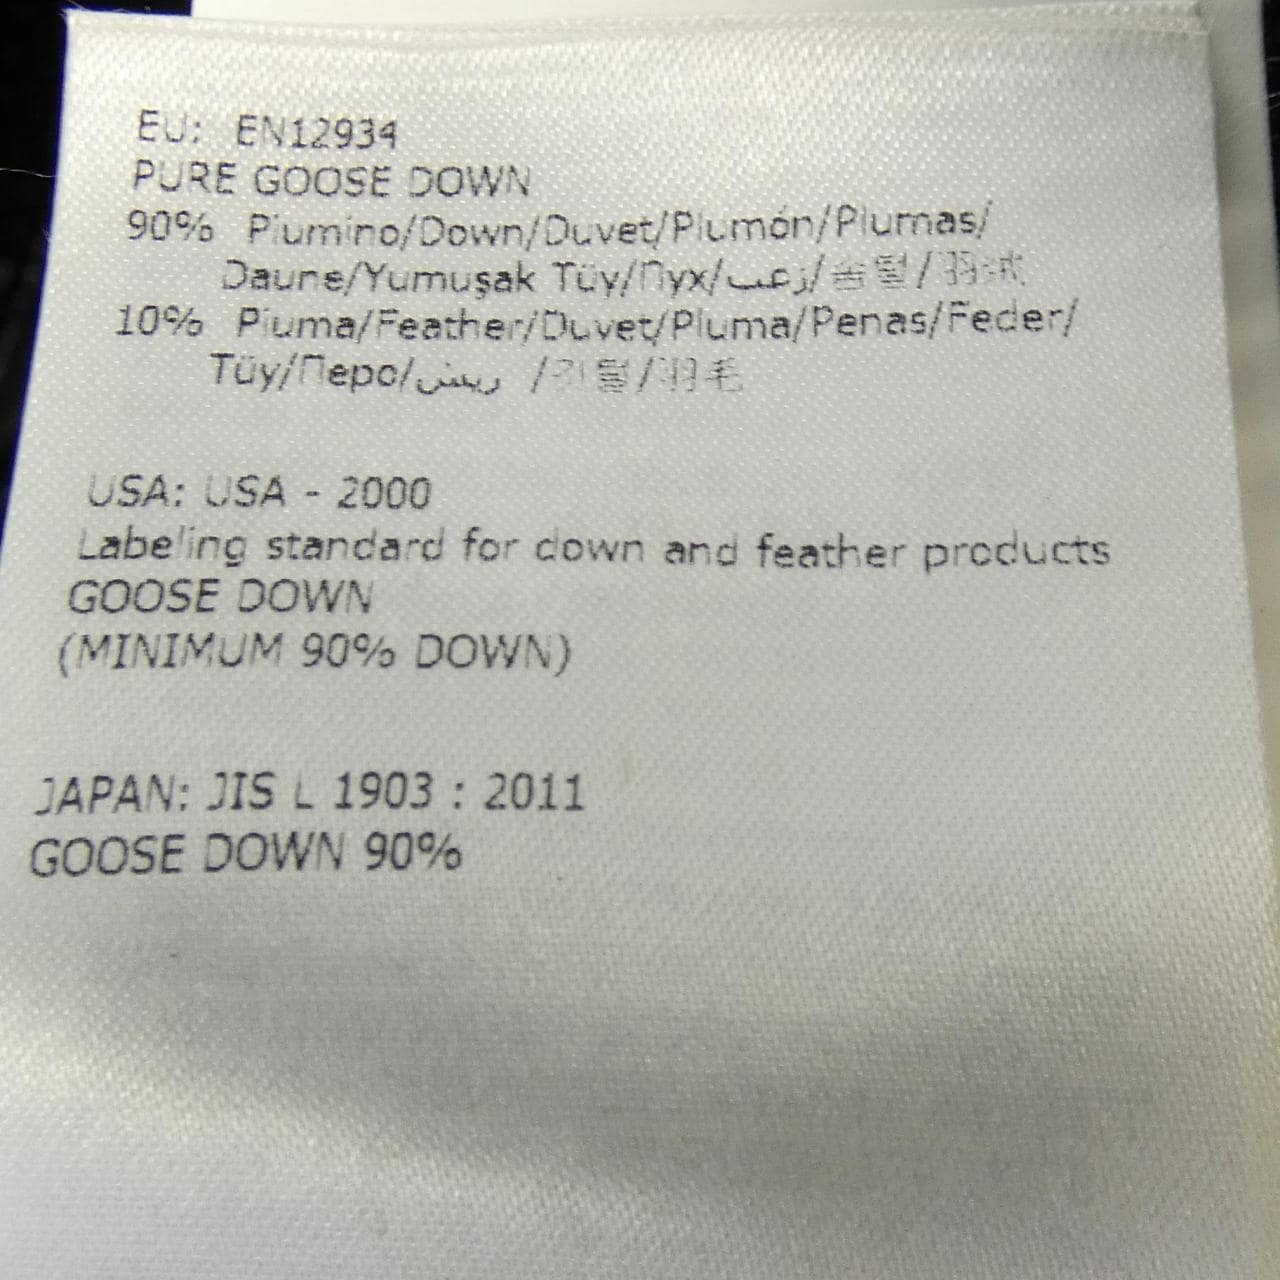 EU: EN12934
PURE GOOSE DOWN
90% Piumino/Down/Duvet/Plumón/Plumas/
Daune/Yumuşak Tüy/Пух/زغب/솜털/羽绒
10% Piuma/Feather/Duvet/Pluma/Penas/Feder/
Tüy/Перо/ريش /깃털/羽毛
USA: USA - 2000
Labeling standard for down and feather products
GOOSE DOWN
(MINIMUM 90% DOWN)
JAPAN: JIS L 1903 : 2011
GOOSE DOWN 90%